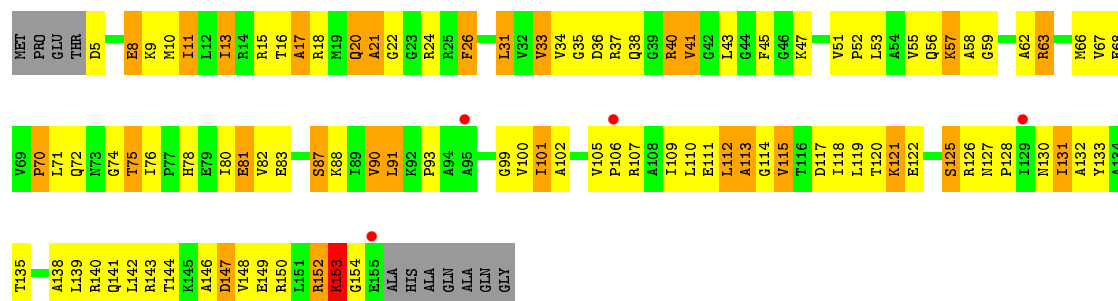 MET PRO GLU THR D5 E8 K9 M10 I11 L12 I13 R14 R15 T16 A17 R18 M19 Q20 A21 G22 G23 R24 R25 F26 L31 V32 V33 V34 G35 D36 R37 Q38 G39 R40 V41 G42 L43 G44 F45 G46 K47 V51 P52 L53 A54 V55 Q56 K57 A58 G59 A62 R63 M66 V67 E68
V69 P70 L71 Q72 N73 G74 T75 I76 P77 H78 E79 I80 E81 V82 E83 S87 K88 I89 V90 L91 K92 P93 A94 A95 G99 V100 I101 A102 V105 P106 R107 A108 I109 L110 E111 L112 A113 G114 V115 T116 D117 I118 L119 T120 K121 E122 S125 R126 N127 P128 I129 N130 I131 A132 Y133 A134
T135 A138 L139 R140 Q141 L142 R143 T144 K145 A146 D147 V148 E149 R150 L151 R152 K153 G154 E155 ALA HIS ALA GLN ALA GLN GLY